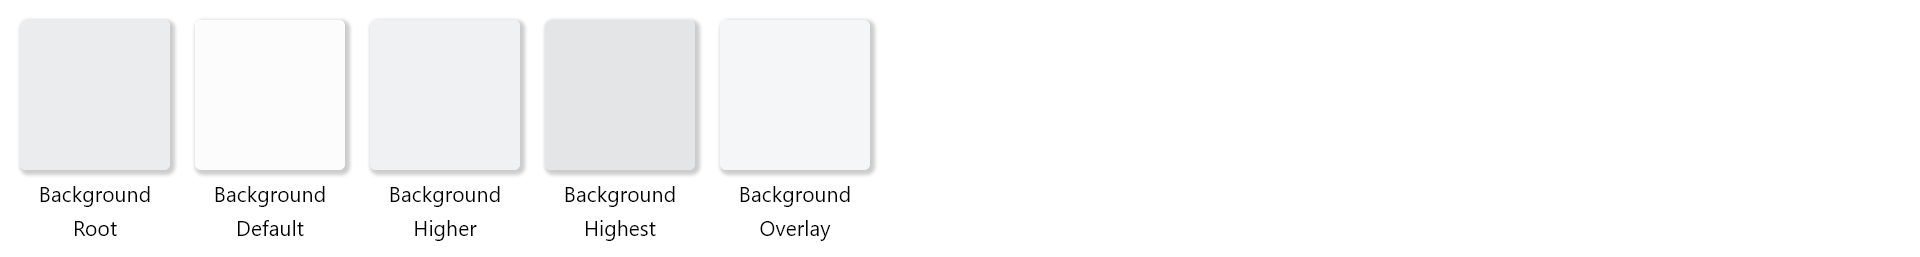 Background
Root
Background
Default
Background
Higher
Background
Highest
Background
Overlay